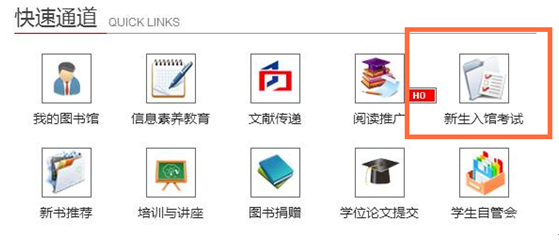 快速通道 QUICK LINKS
我的图书馆 信息素养教育 文献传递 阅读推广 新生入馆考试
HO
新书推荐 培训与讲座 图书捐赠 学位论文提交 学生自管会